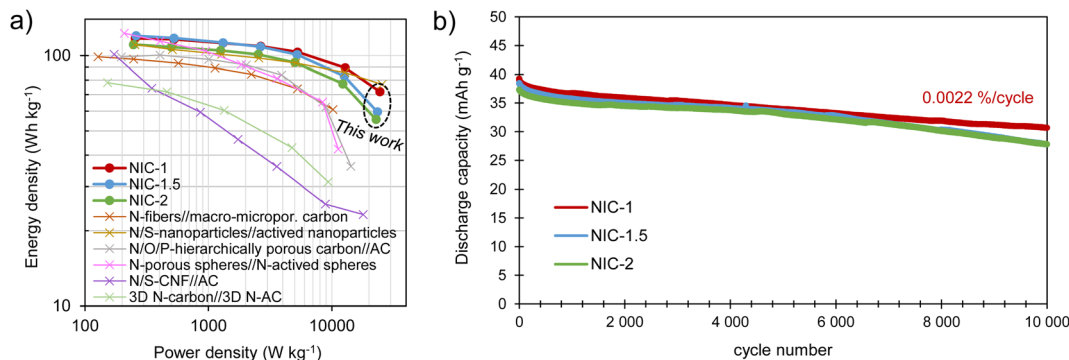 a)
Energy density (Wh kg⁻¹)
100
10
This work
NIC-1
NIC-1.5
NIC-2
N-fibers//macro-micropor. carbon
N/S-nanoparticles//actived nanoparticles
N/O/P-hierarchically porous carbon//AC
N-porous spheres//N-actived spheres
N/S-CNF//AC
3D N-carbon//3D N-AC
100 1000 10000
Power density (W kg⁻¹)
b)
Discharge capacity (mAh g⁻¹)
50
45
40
35
30
25
20
15
10
5
0
0.0022 %/cycle
NIC-1
NIC-1.5
NIC-2
0 2 000 4 000 6 000 8 000 10 000
cycle number